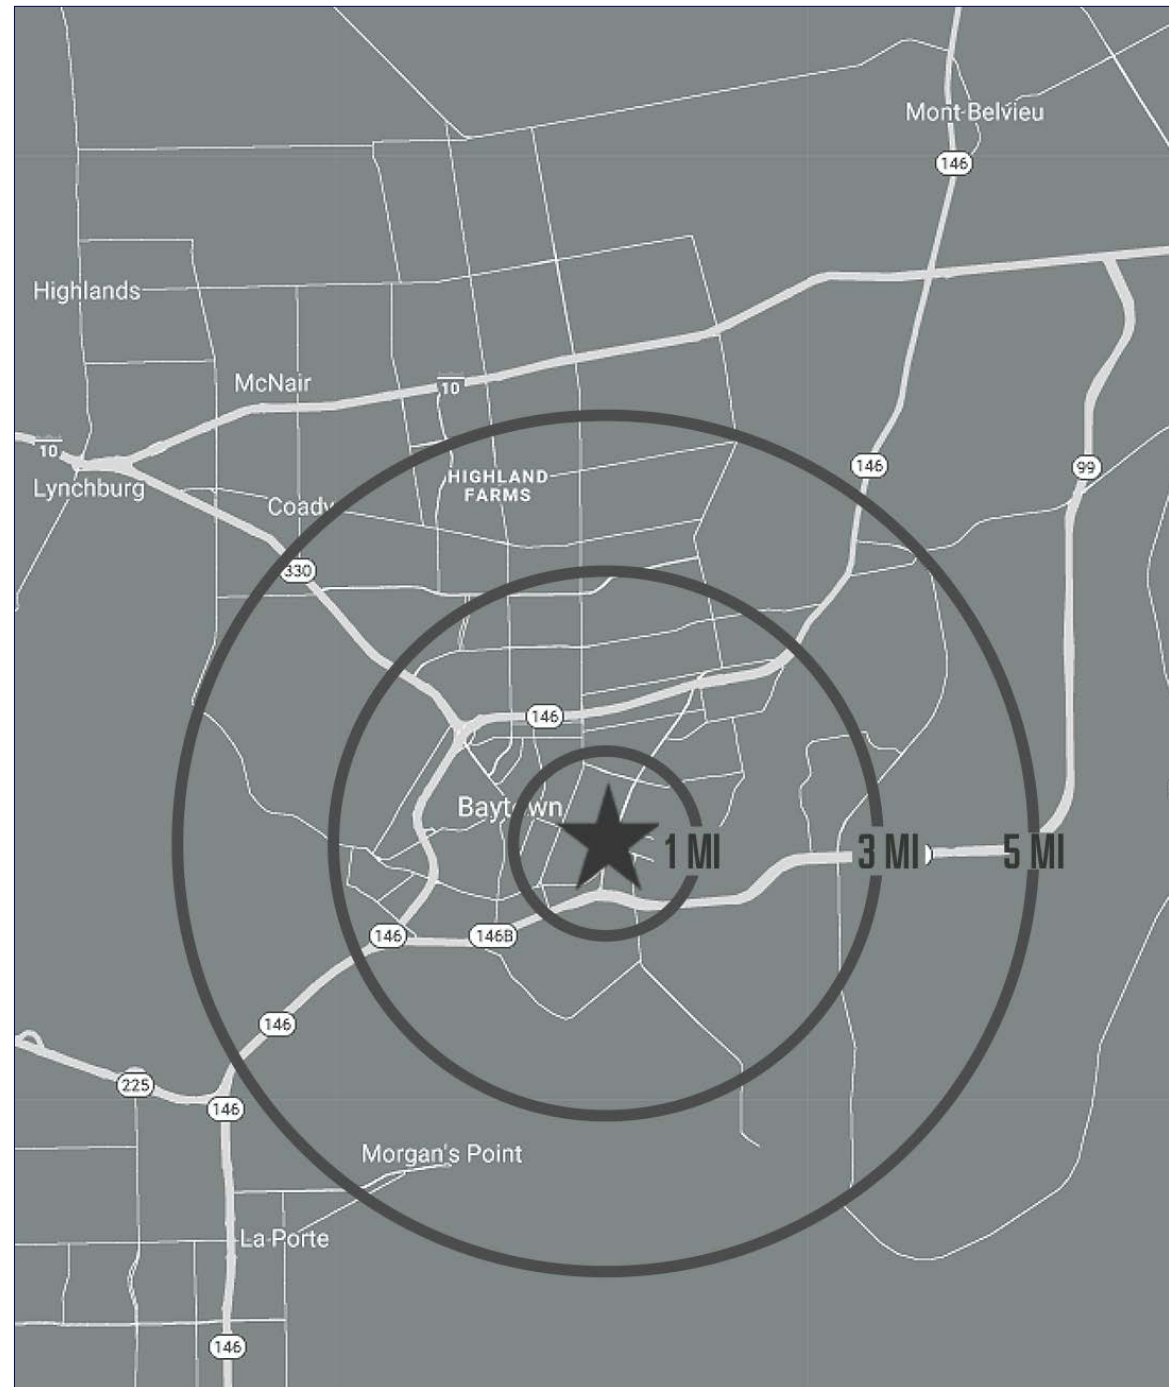 Mont Belvieu
146
Highlands
McNair
10
10
146
99
HIGHLAND
FARMS
Lynchburg
Coady
330
146
Baytown
1 MI
3 MI
5 MI
146
146B
146
225
146
Morgan's Point
La Porte
146